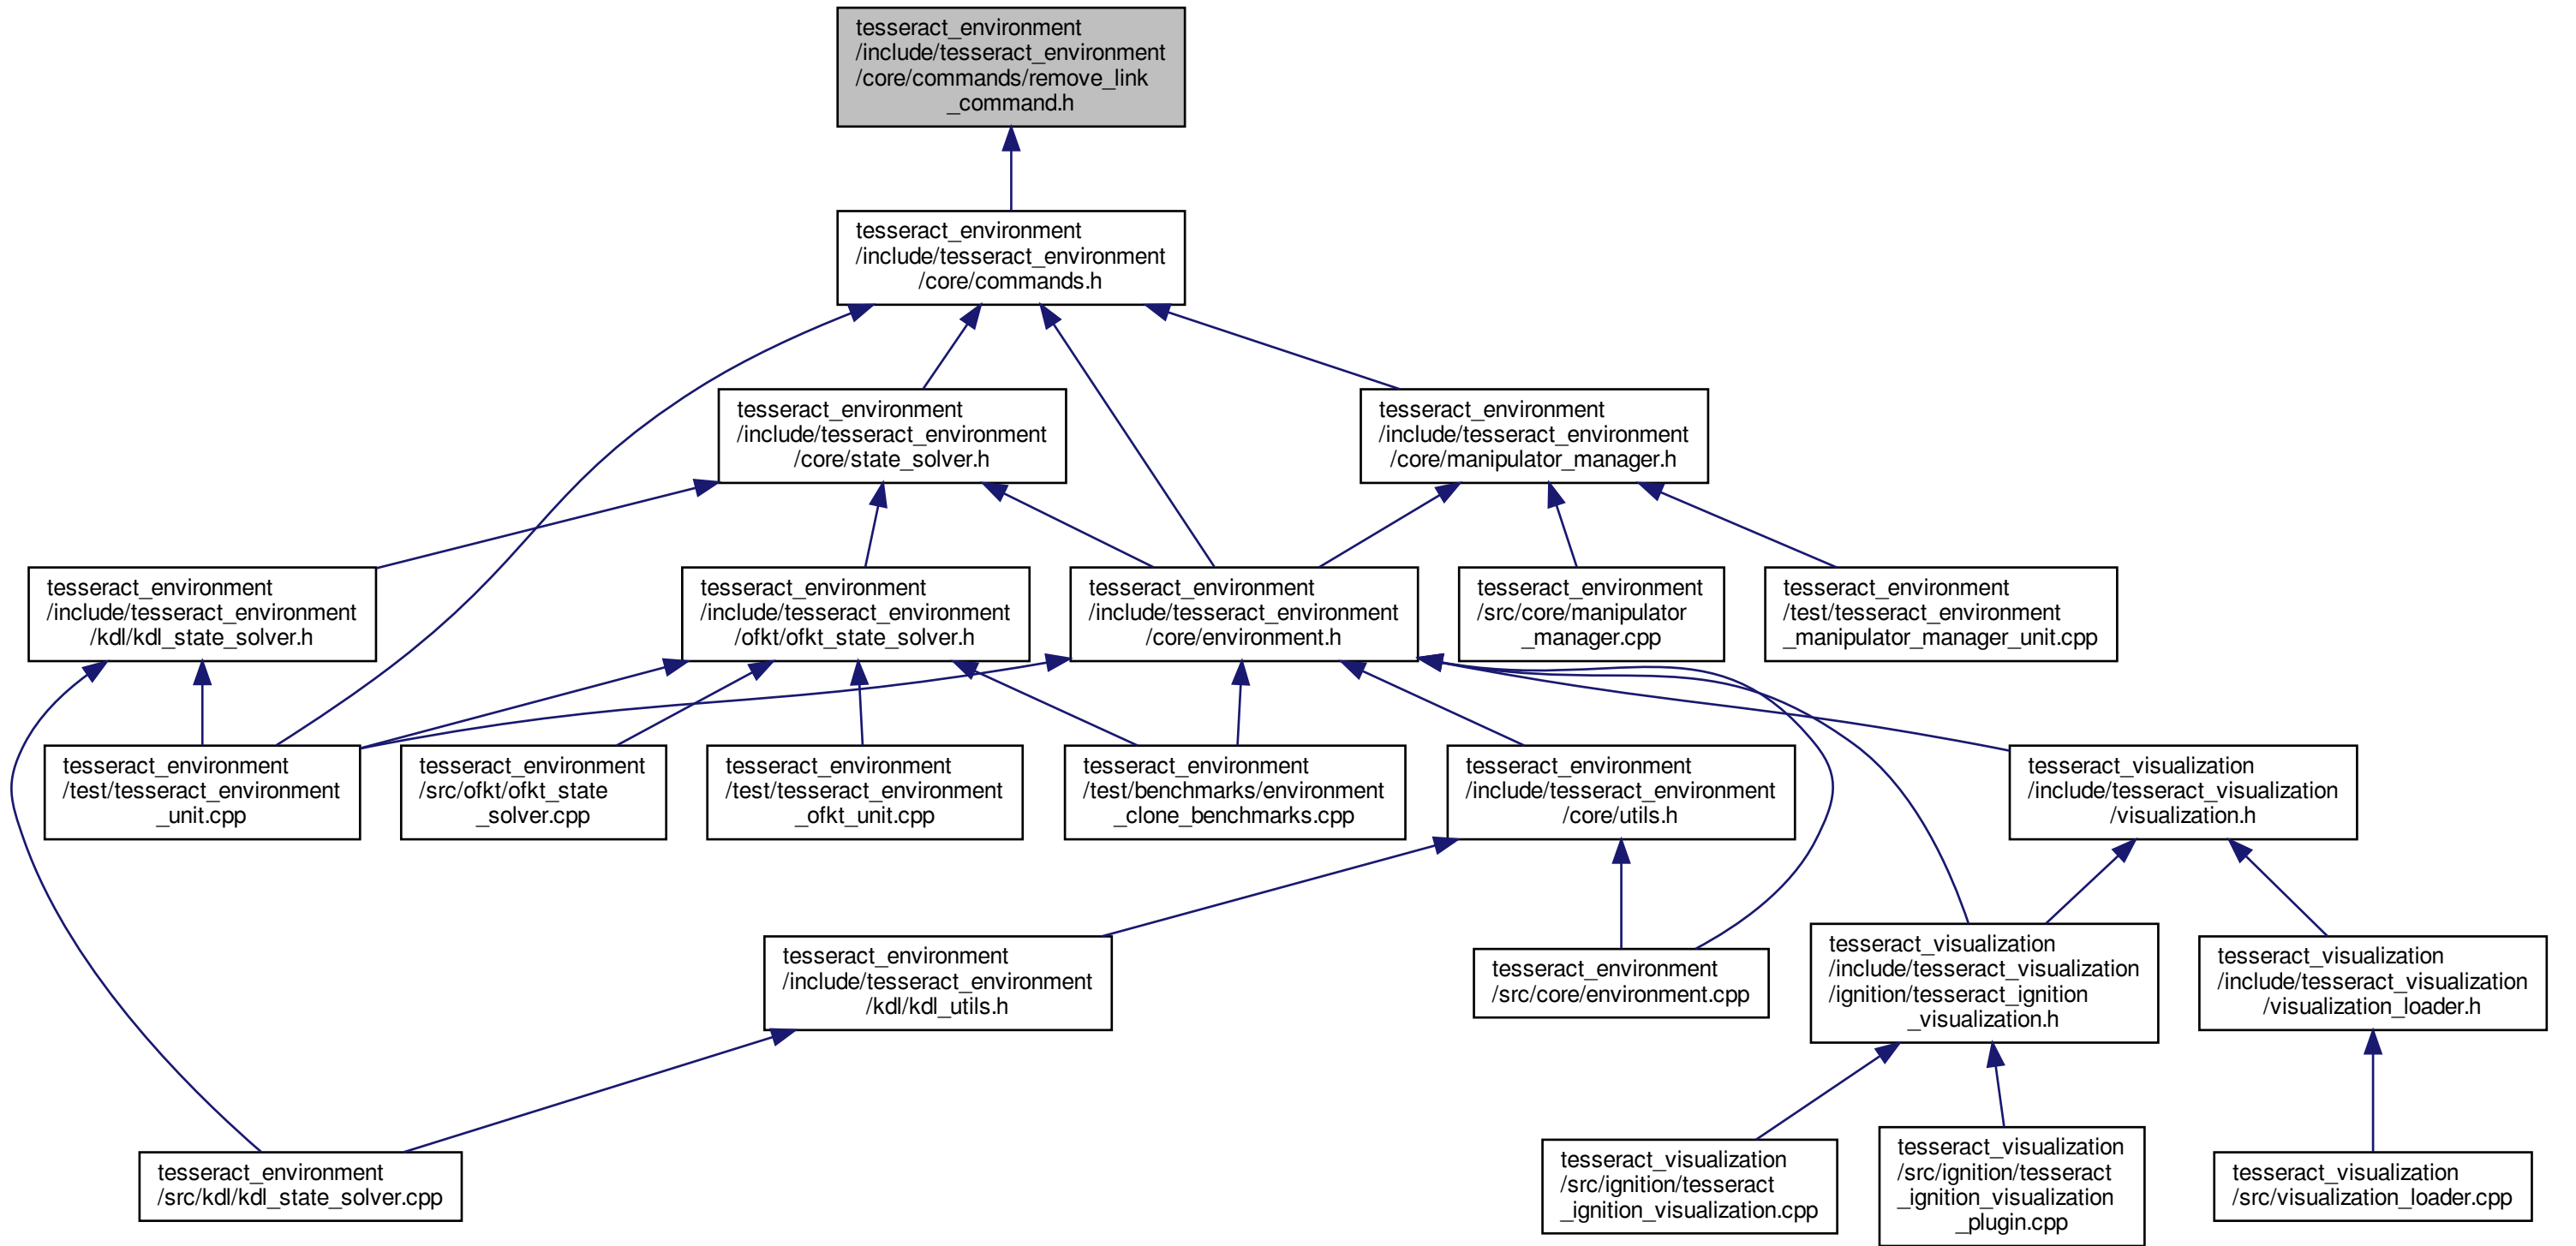 tesseract_environment
/include/tesseract_environment
/core/commands/remove_link
_command.h
tesseract_environment
/include/tesseract_environment
/core/commands.h
tesseract_environment
/include/tesseract_environment
/core/state_solver.h
tesseract_environment
/include/tesseract_environment
/core/manipulator_manager.h
tesseract_environment
/include/tesseract_environment
/kdl/kdl_state_solver.h
tesseract_environment
/include/tesseract_environment
/ofkt/ofkt_state_solver.h
tesseract_environment
/include/tesseract_environment
/core/environment.h
tesseract_environment
/src/core/manipulator
_manager.cpp
tesseract_environment
/test/tesseract_environment
_manipulator_manager_unit.cpp
tesseract_environment
/test/tesseract_environment
_unit.cpp
tesseract_environment
/src/ofkt/ofkt_state
_solver.cpp
tesseract_environment
/test/tesseract_environment
_ofkt_unit.cpp
tesseract_environment
/test/benchmarks/environment
_clone_benchmarks.cpp
tesseract_environment
/include/tesseract_environment
/core/utils.h
tesseract_visualization
/include/tesseract_visualization
/visualization.h
tesseract_environment
/include/tesseract_environment
/kdl/kdl_utils.h
tesseract_environment
/src/core/environment.cpp
tesseract_visualization
/include/tesseract_visualization
/ignition/tesseract_ignition
_visualization.h
tesseract_visualization
/include/tesseract_visualization
/visualization_loader.h
tesseract_environment
/src/kdl/kdl_state_solver.cpp
tesseract_visualization
/src/ignition/tesseract
_ignition_visualization.cpp
tesseract_visualization
/src/ignition/tesseract
_ignition_visualization
_plugin.cpp
tesseract_visualization
/src/visualization_loader.cpp